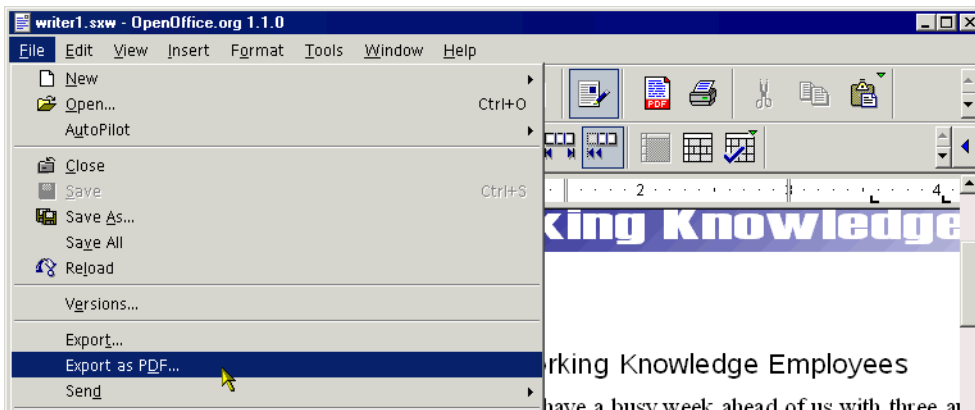 writer1.sxw - OpenOffice.org 1.1.0
File Edit View Insert Format Tools Window Help
New
Open... Ctrl+O
AutoPilot
Close
Save Ctrl+S
Save As...
Save All
Reload
Versions...
Export...
Export as PDF...
Send
PDF
2 4
king Knowledge
rking Knowledge Employees
have a busy week ahead of us with three